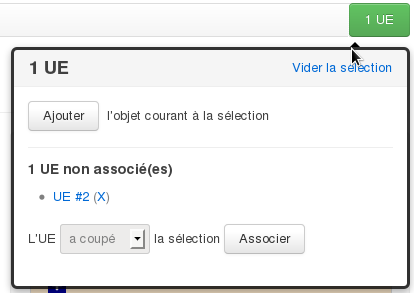 1 UE
1 UE Vider la sélection
Ajouter l'objet courant à la sélection
1 UE non associé(es)
• UE #2 (X)
L'UE a coupé la sélection Associer